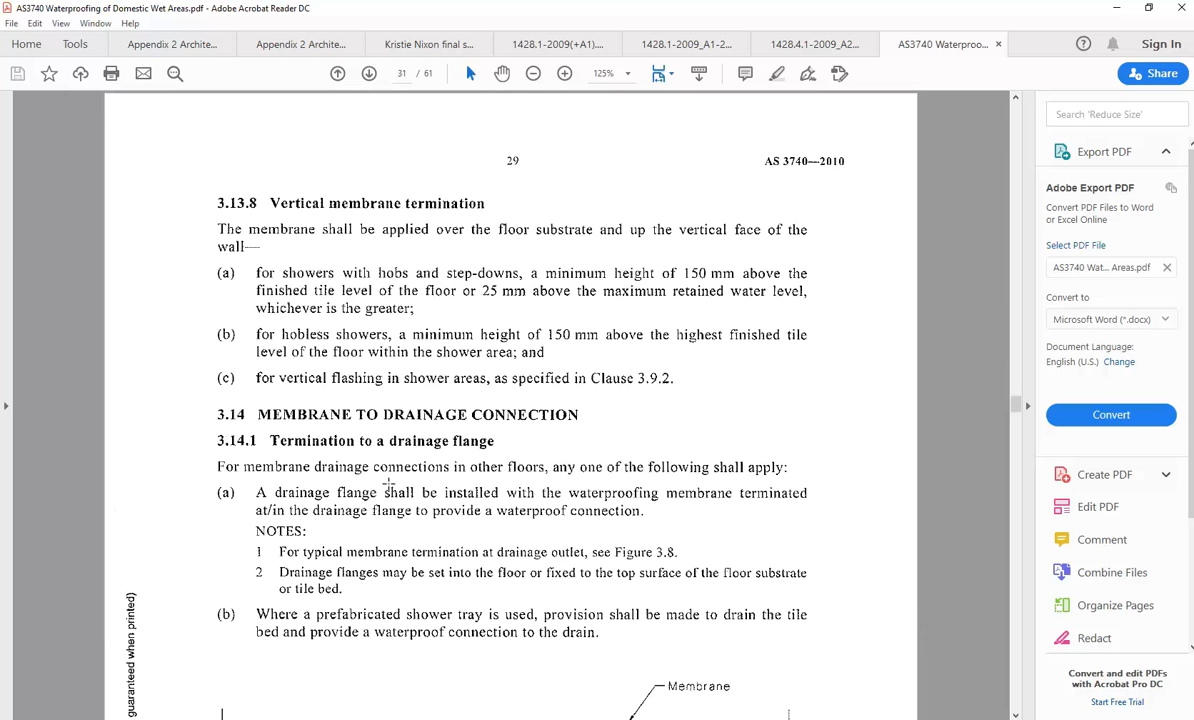 AS3740 Waterproofing of Domestic Wet Areas.pdf - Adobe Acrobat Reader DC
File Edit View Window Help
Home Tools Appendix 2 Archite... Appendix 2 Archite... Kristie Nixon final s... 1428.1-2009(+A1).... 1428.1-2009_A1-2... 1428.4.1-2009_A2... AS3740 Waterproo... × Sign In
31 / 61 125% Share
29 AS 3740—2010
3.13.8 Vertical membrane termination
The membrane shall be applied over the floor substrate and up the vertical face of the
wall—
(a) for showers with hobs and step-downs, a minimum height of 150 mm above the
finished tile level of the floor or 25 mm above the maximum retained water level,
whichever is the greater;
(b) for hobless showers, a minimum height of 150 mm above the highest finished tile
level of the floor within the shower area; and
(c) for vertical flashing in shower areas, as specified in Clause 3.9.2.
3.14 MEMBRANE TO DRAINAGE CONNECTION
3.14.1 Termination to a drainage flange
For membrane drainage connections in other floors, any one of the following shall apply:
(a) A drainage flange shall be installed with the waterproofing membrane terminated
at/in the drainage flange to provide a waterproof connection.
NOTES:
1 For typical membrane termination at drainage outlet, see Figure 3.8.
2 Drainage flanges may be set into the floor or fixed to the top surface of the floor substrate
or tile bed.
(b) Where a prefabricated shower tray is used, provision shall be made to drain the tile
bed and provide a waterproof connection to the drain.
Membrane
guaranteed when printed)
Search 'Reduce Size'
Export PDF
Adobe Export PDF
Convert PDF Files to Word
or Excel Online
Select PDF File
AS3740 Wat... Areas.pdf ×
Convert to
Microsoft Word (*.docx)
Document Language:
English (U.S.) Change
Convert
Create PDF
Edit PDF
Comment
Combine Files
Organize Pages
Redact
Convert and edit PDFs
with Acrobat Pro DC
Start Free Trial